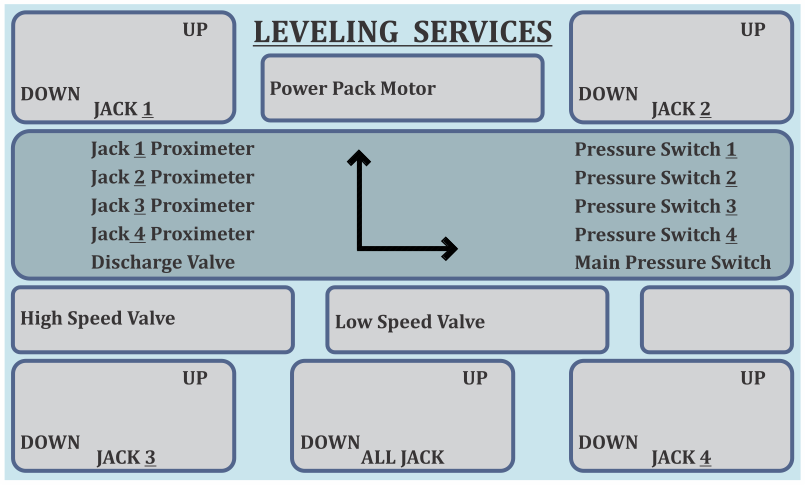 LEVELING SERVICES
UP
DOWN
JACK 1
Power Pack Motor
UP
DOWN
JACK 2
Jack 1 Proximeter
Jack 2 Proximeter
Jack 3 Proximeter
Jack 4 Proximeter
Discharge Valve
Pressure Switch 1
Pressure Switch 2
Pressure Switch 3
Pressure Switch 4
Main Pressure Switch
High Speed Valve
Low Speed Valve
UP
DOWN
JACK 3
UP
DOWN
ALL JACK
UP
DOWN
JACK 4